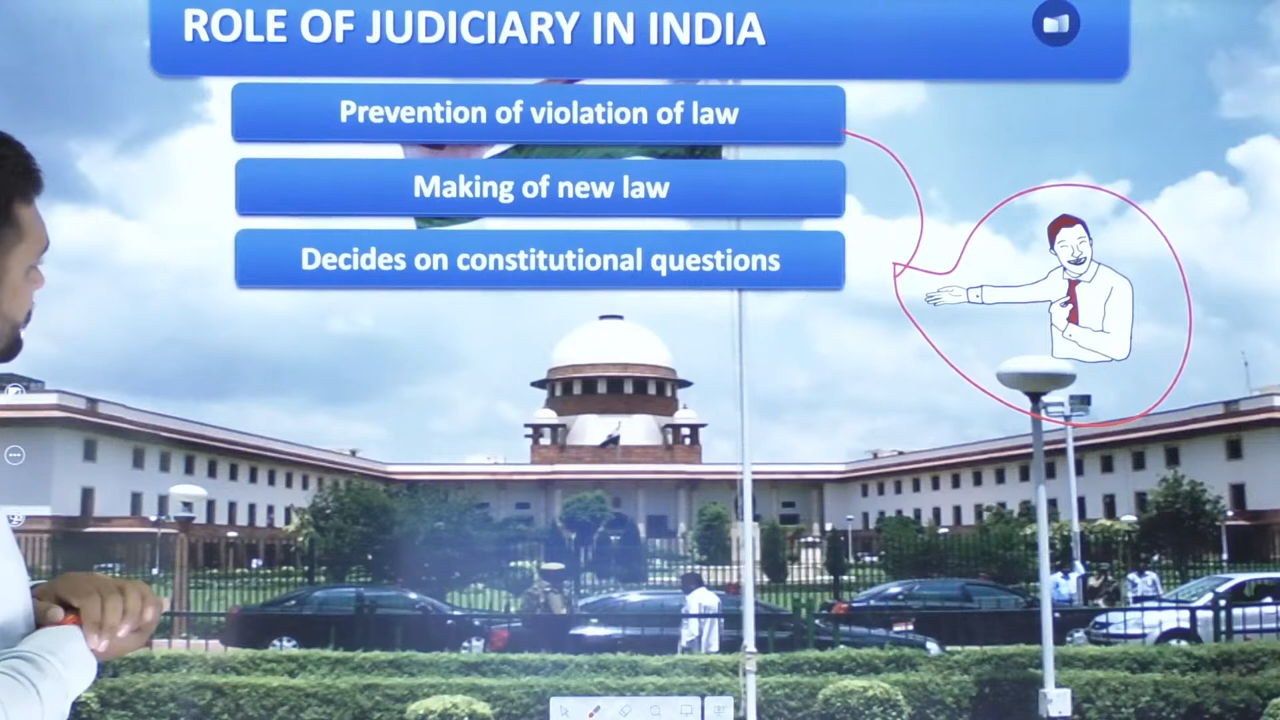 ROLE OF JUDICIARY IN INDIA
Prevention of violation of law
Making of new law
Decides on constitutional questions